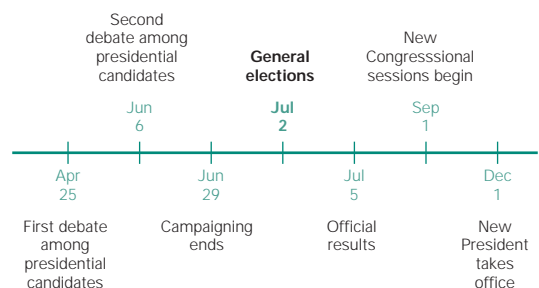 Second
debate among
presidential
candidates
General
elections
New
Congresssional
sessions begin
Jun
6
Jul
2
Sep
1
Apr
25
Jun
29
Jul
5
Dec
1
First debate
among
presidential
candidates
Campaigning
ends
Official
results
New
President
takes
office